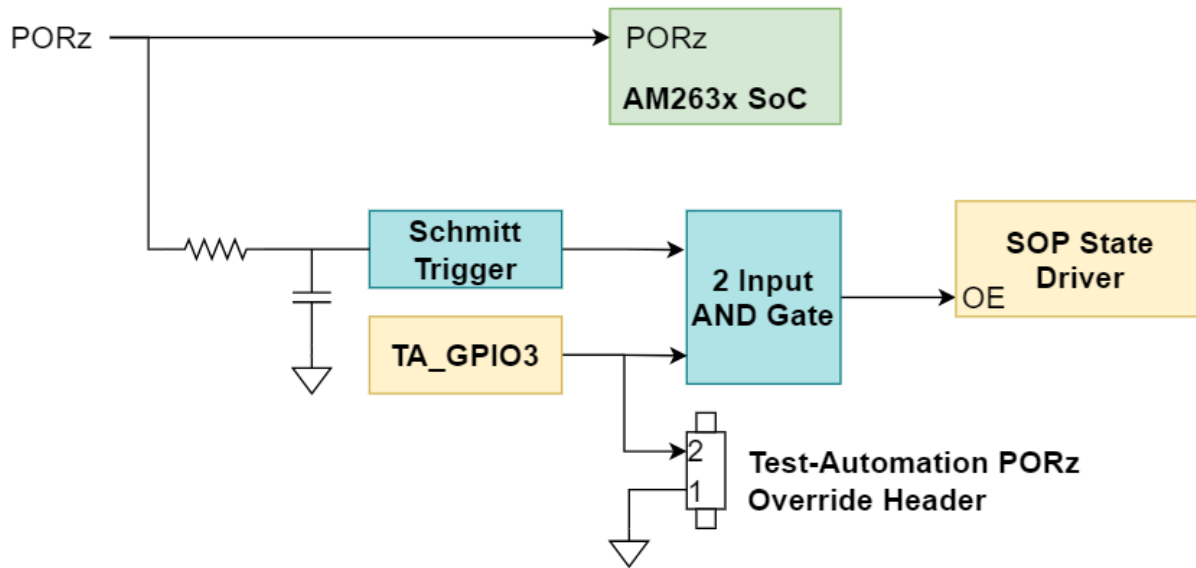 PORz
PORz
AM263x SoC
Schmitt
Trigger
2 Input
AND Gate
SOP State
Driver
OE
TA_GPIO3
2
1
Test-Automation PORz
Override Header